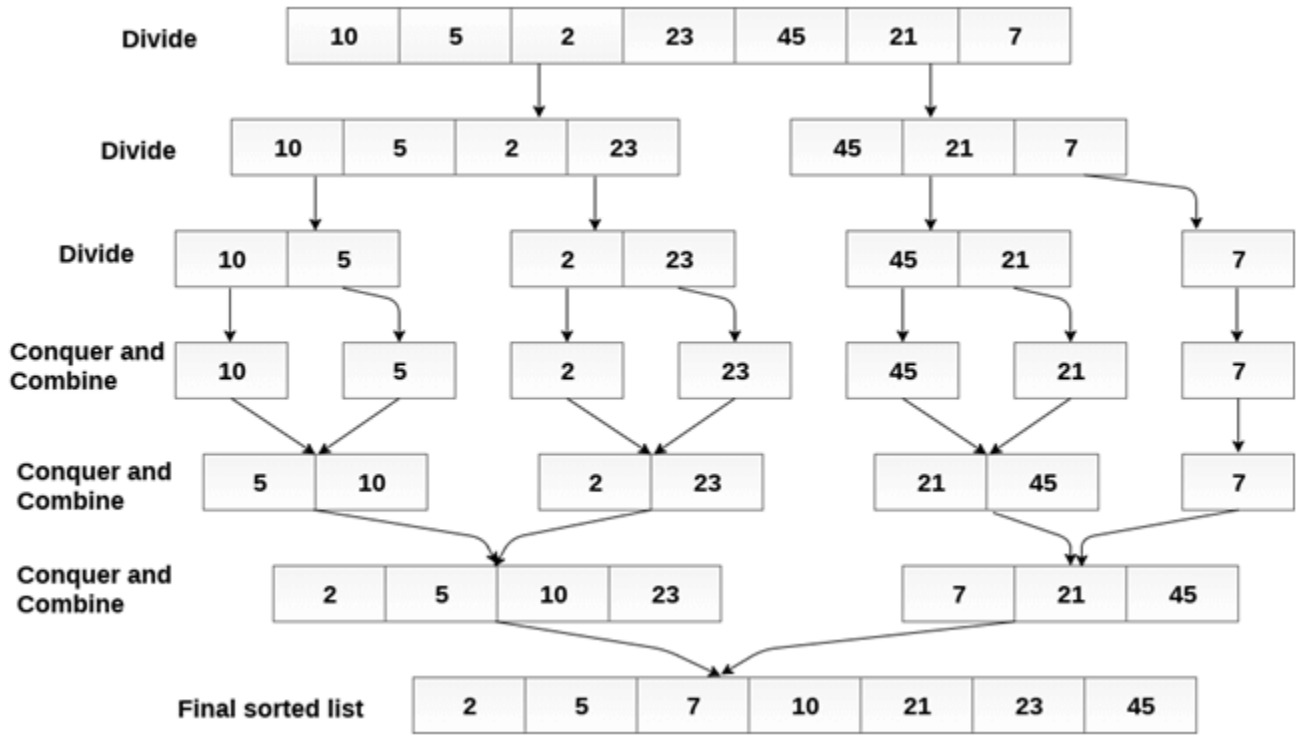 Divide 10 5 2 23 45 21 7
Divide 10 5 2 23 45 21 7
Divide 10 5 2 23 45 21 7
Conquer and
Combine 10 5 2 23 45 21 7
Conquer and
Combine 5 10 2 23 21 45 7
Conquer and
Combine 2 5 10 23 7 21 45
Final sorted list 2 5 7 10 21 23 45